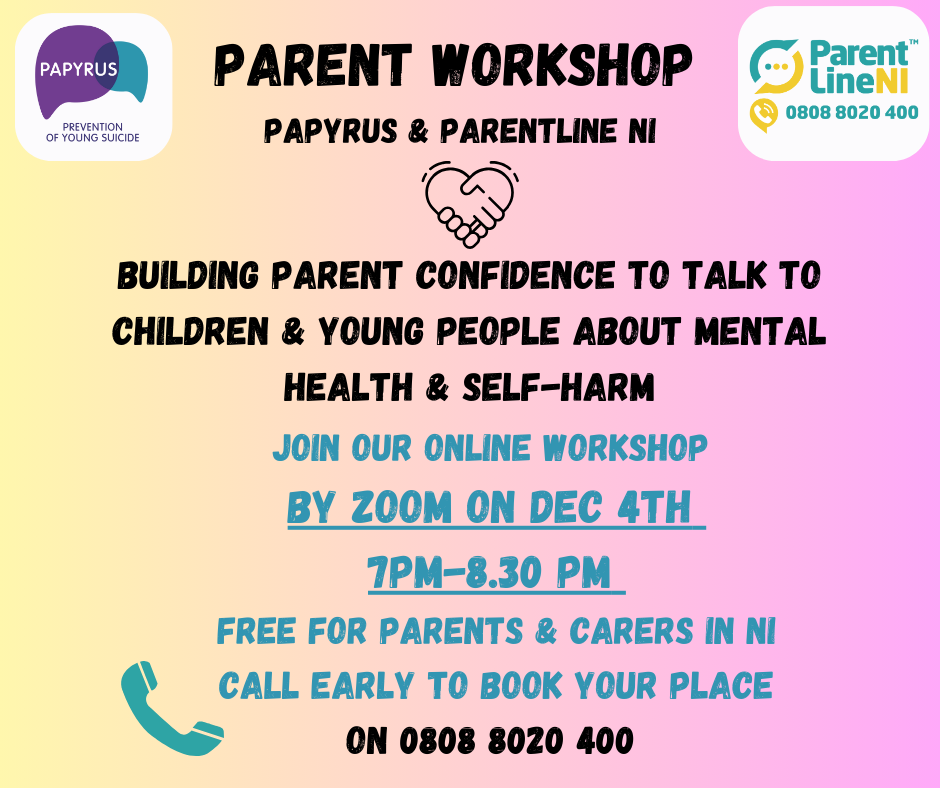 PAPYRUS
PREVENTION
OF YOUNG SUICIDE
PARENT WORKSHOP
PAPYRUS & PARENTLINE NI
Parent™
LineNI
0808 8020 400
BUILDING PARENT CONFIDENCE TO TALK TO
CHILDREN & YOUNG PEOPLE ABOUT MENTAL
HEALTH & SELF-HARM
JOIN OUR ONLINE WORKSHOP
BY ZOOM ON DEC 4TH
7PM-8.30 PM
FREE FOR PARENTS & CARERS IN NI
CALL EARLY TO BOOK YOUR PLACE
ON 0808 8020 400